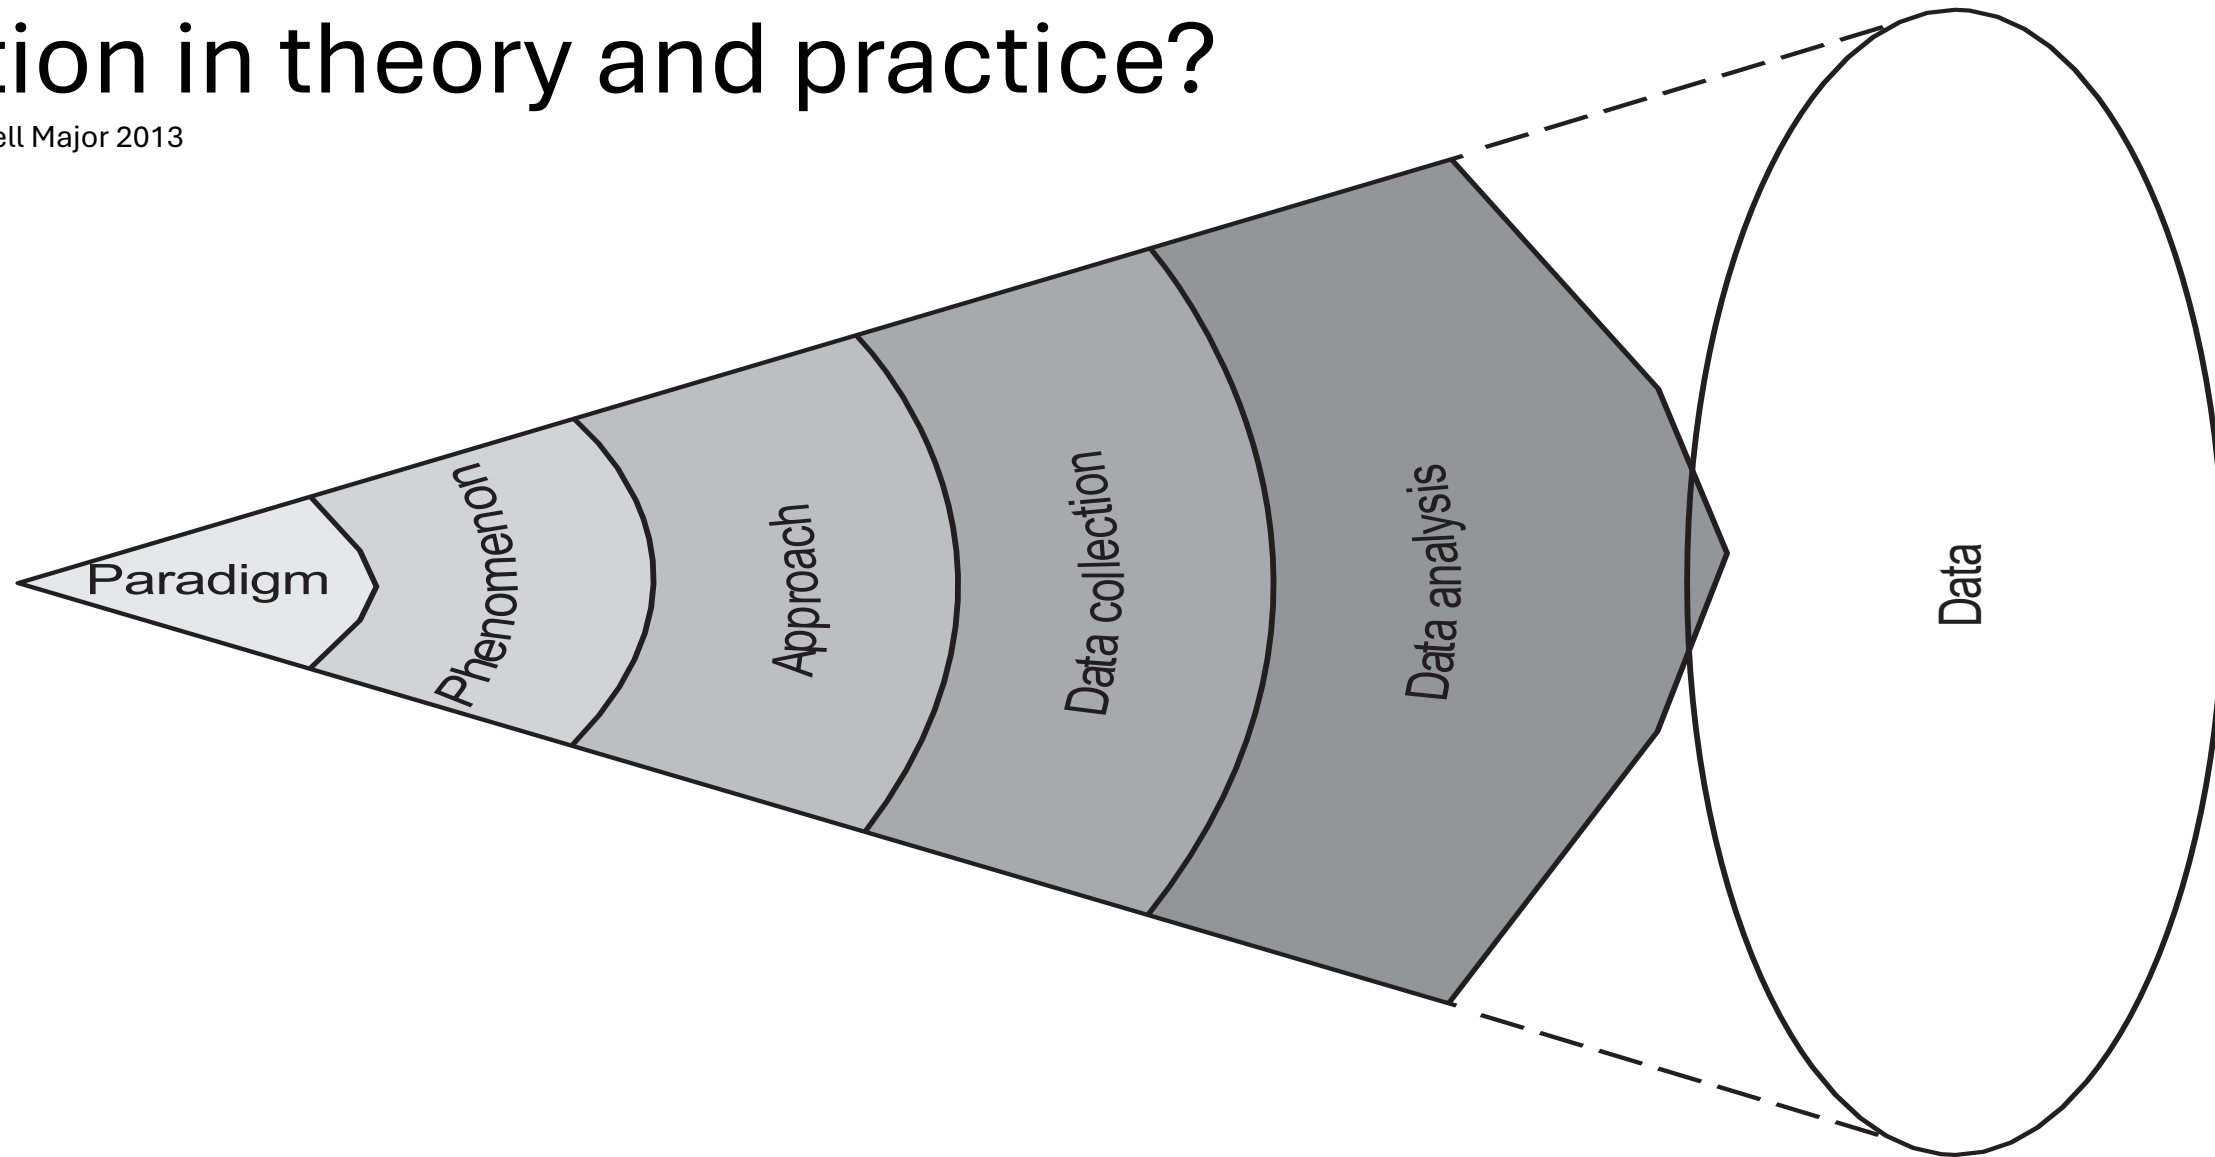 tion in theory and practice?
ell Major 2013
Paradigm
Phenomenon
Approach
Data collection
Data analysis
Data